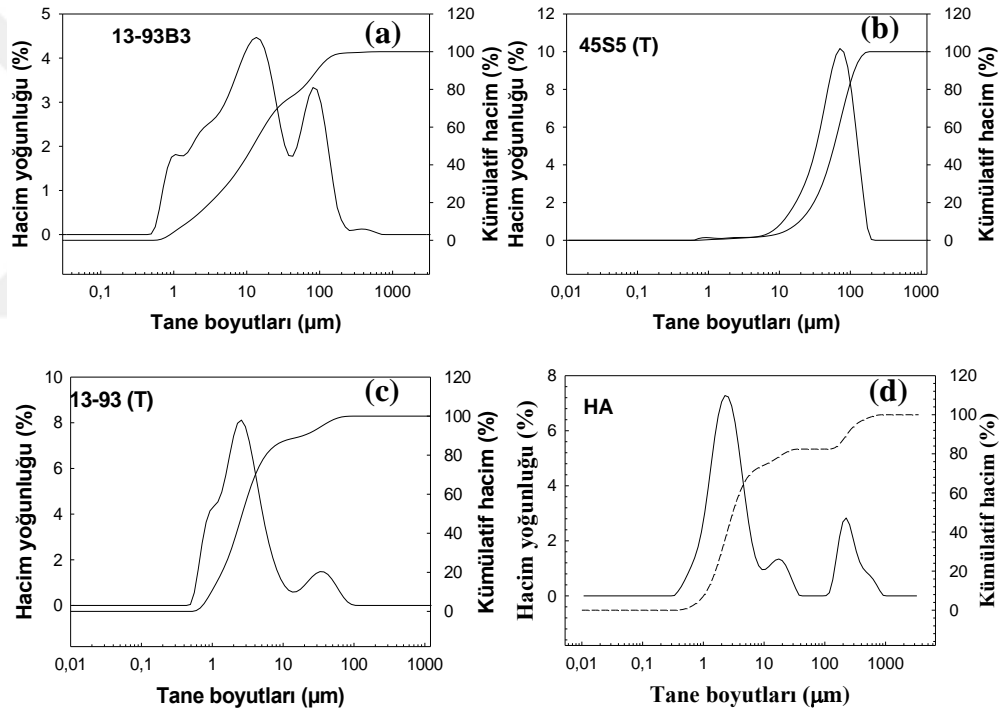 13-93B3
(a)
Hacim yoğunluğu (%)
5
4
3
2
1
0
Kümülatif hacim (%)
120
100
80
60
40
20
0
0,1 1 10 100 1000
Tane boyutları (µm)
45S5 (T)
(b)
Hacim yoğunluğu (%)
12
10
8
6
4
2
0
Kümülatif hacim (%)
120
100
80
60
40
20
0
0,01 0,1 1 10 100 1000
Tane boyutları (µm)
13-93 (T)
(c)
Hacim yoğunluğu (%)
10
8
6
4
2
0
Kümülatif hacim (%)
120
100
80
60
40
20
0
0,01 0,1 1 10 100 1000
Tane boyutları (µm)
HA
(d)
Hacim yoğunluğu (%)
8
6
4
2
0
Kümülatif hacim (%)
120
100
80
60
40
20
0
0,01 0,1 1 10 100 1000
Tane boyutları (µm)